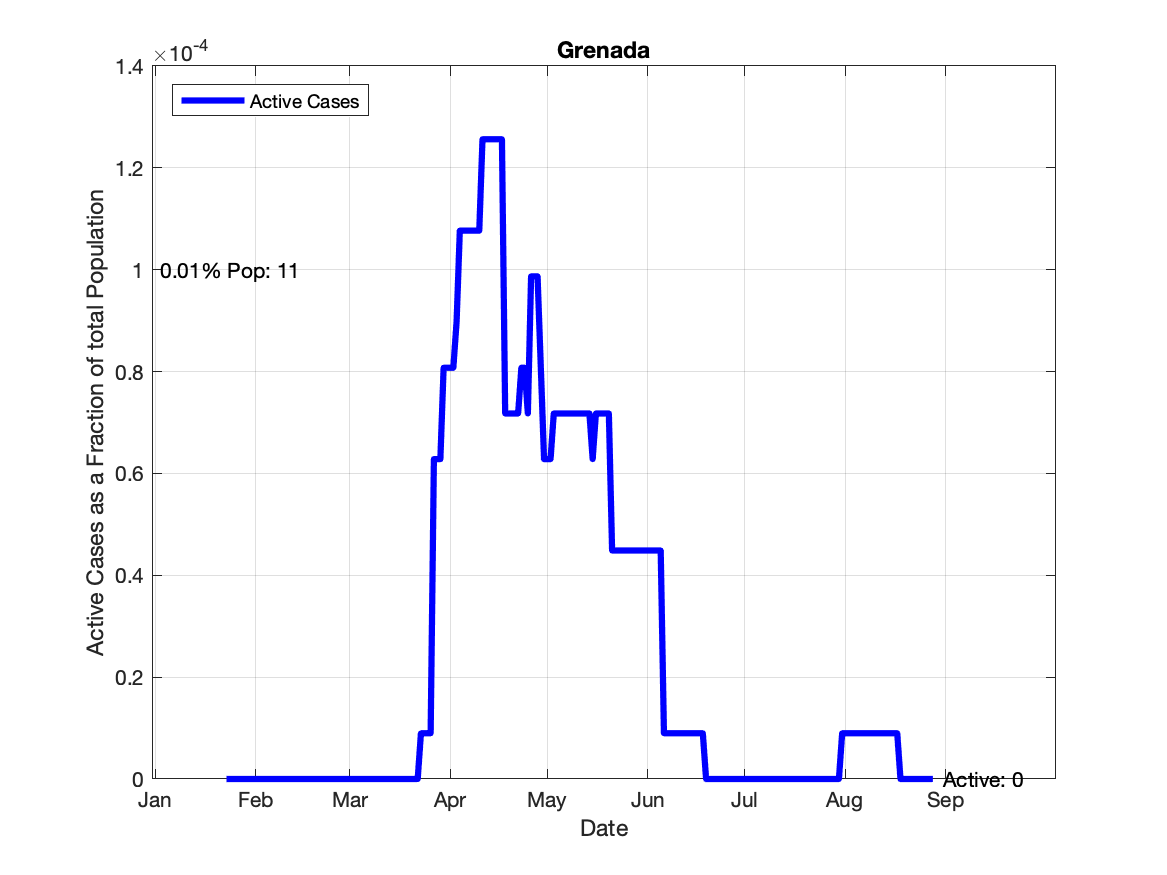 Grenada
×10-4
1.4
1.2
1
0.8
0.6
0.4
0.2
0
Active Cases
0.01% Pop: 11
Active: 0
Active Cases as a Fraction of total Population
Jan Feb Mar Apr May Jun Jul Aug Sep
Date